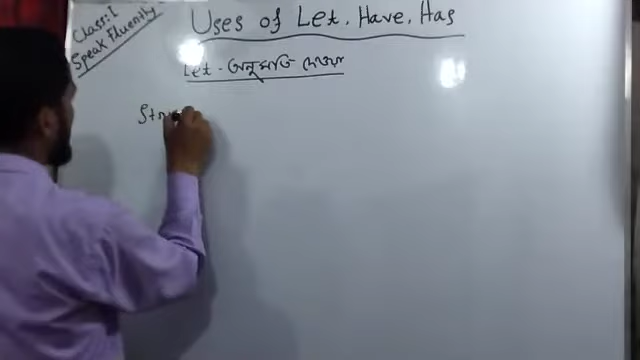 Class: 1
Speak Fluently
Uses of Let, Have, Has
Let - অনুমতি দেওয়া